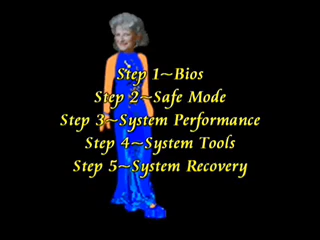 Step 1~Bios
Step 2~Safe Mode
Step 3~System Performance
Step 4~System Tools
Step 5~System Recovery